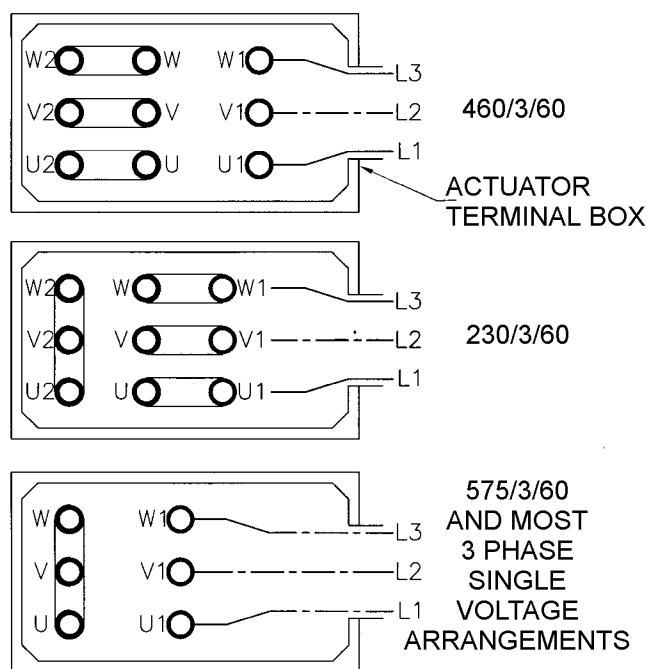 W2 W W1 L3
V2 V V1 L2 460/3/60
U2 U U1 L1
ACTUATOR
TERMINAL BOX
W2 W W1 L3
V2 V V1 L2 230/3/60
U2 U U1 L1
575/3/60
W W1 L3 AND MOST
3 PHASE
V V1 L2 SINGLE
U U1 L1 VOLTAGE
ARRANGEMENTS